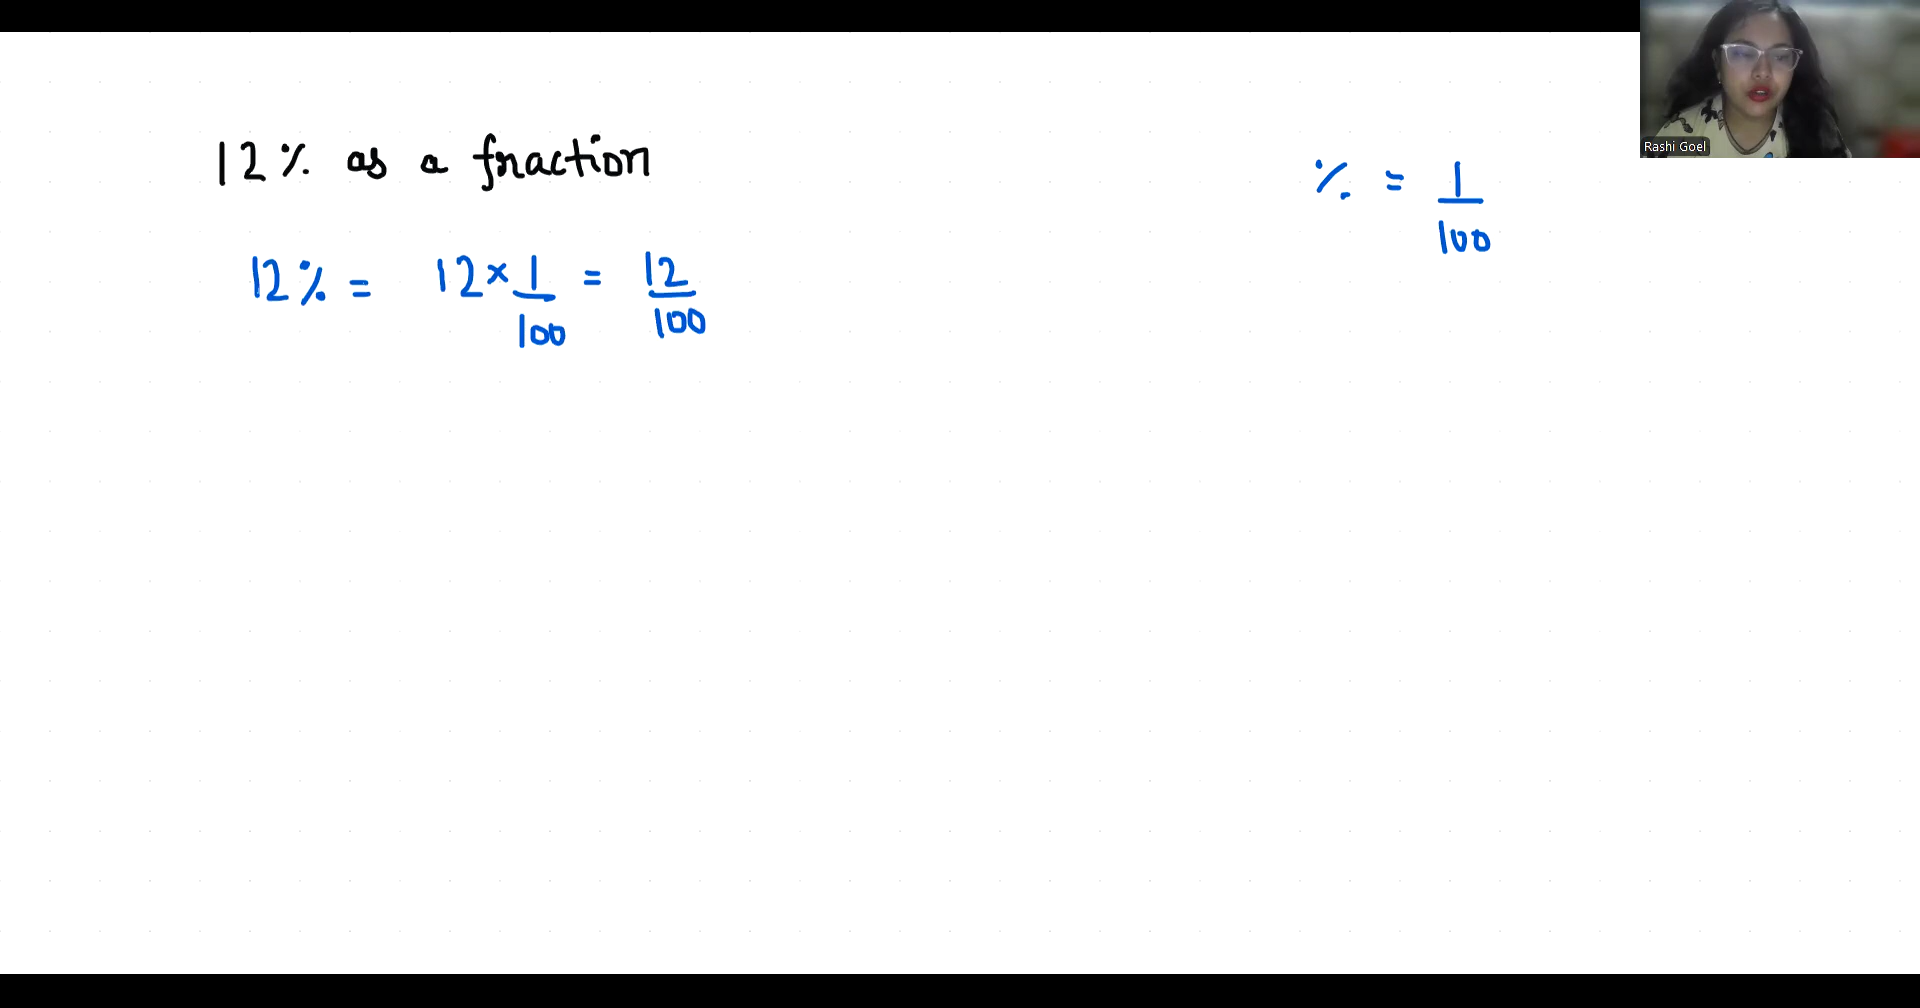 12% as a fraction
% = 1/100
12% = 12 × 1/100 = 12/100
Rashi Goel